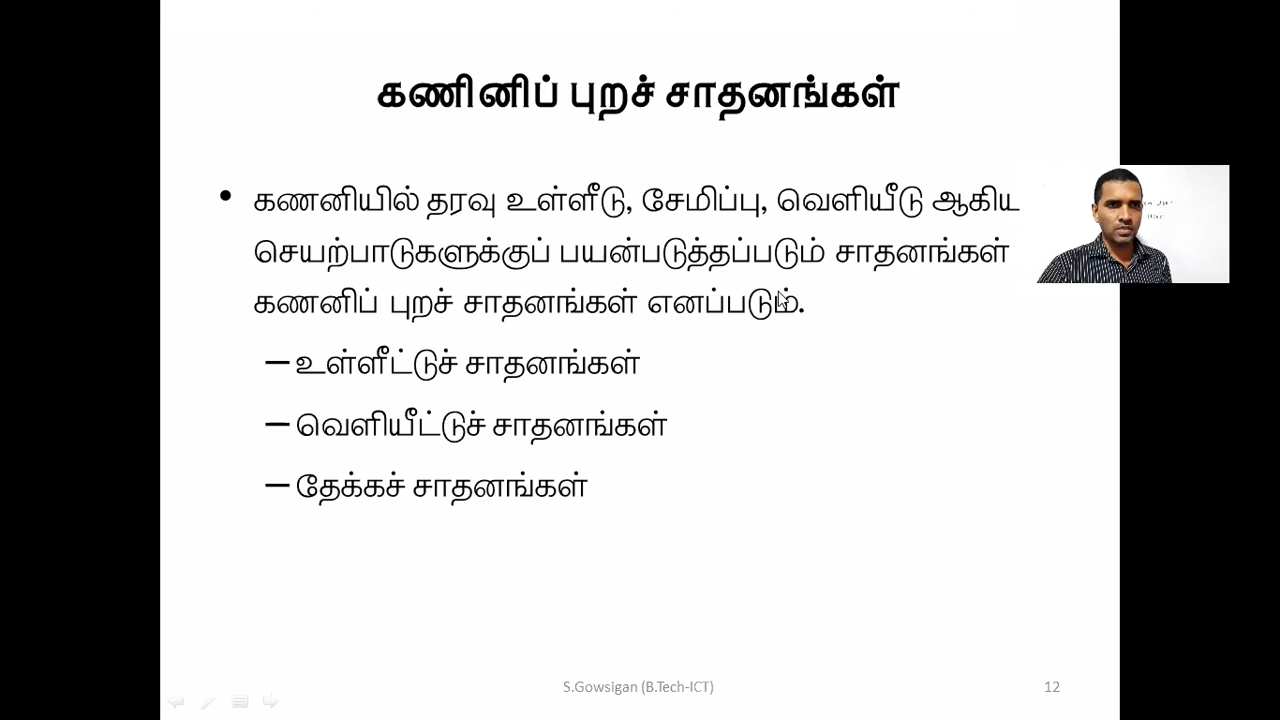 கணினிப் புறச் சாதனங்கள்
• கணனியில் தரவு உள்ளீடு, சேமிப்பு, வெளியீடு ஆகிய
செயற்பாடுகளுக்குப் பயன்படுத்தப்படும் சாதனங்கள்
கணனிப் புறச் சாதனங்கள் எனப்படும்.
– உள்ளீட்டுச் சாதனங்கள்
– வெளியீட்டுச் சாதனங்கள்
– தேக்கச் சாதனங்கள்
S.Gowsigan (B.Tech-ICT)
12